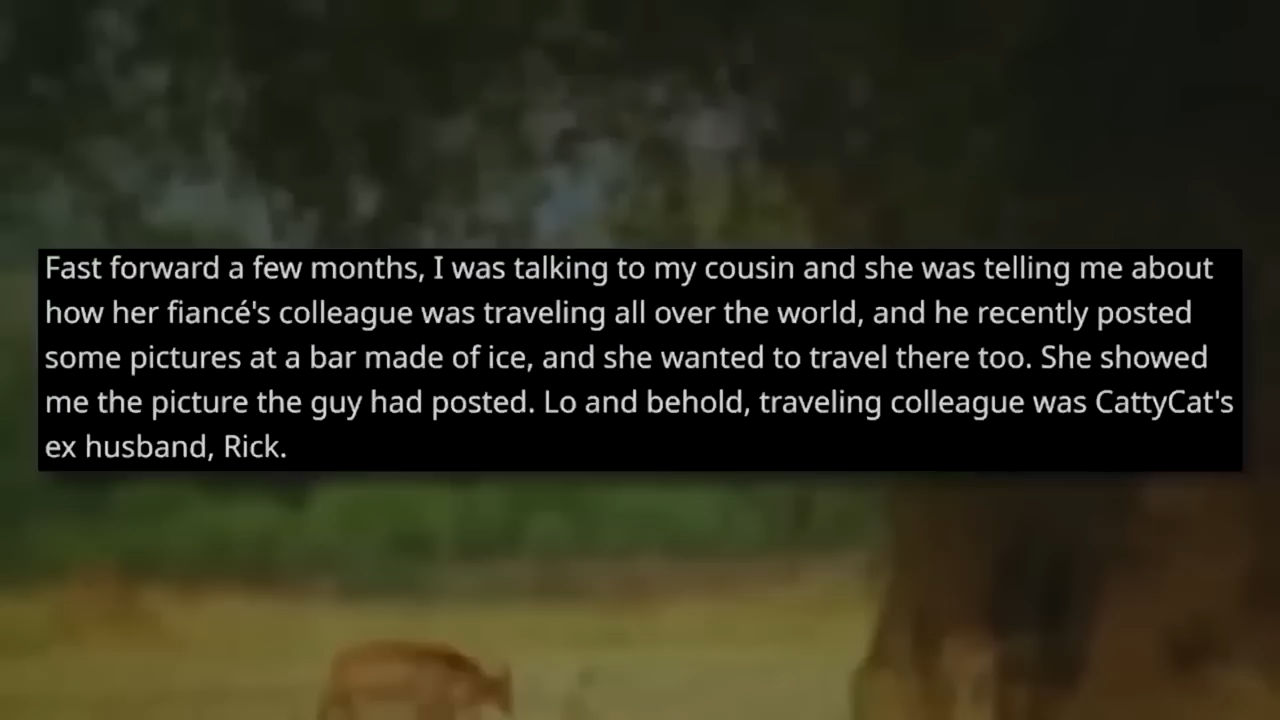 Fast forward a few months, I was talking to my cousin and she was telling me about
how her fiancé's colleague was traveling all over the world, and he recently posted
some pictures at a bar made of ice, and she wanted to travel there too. She showed
me the picture the guy had posted. Lo and behold, traveling colleague was CattyCat's
ex husband, Rick.